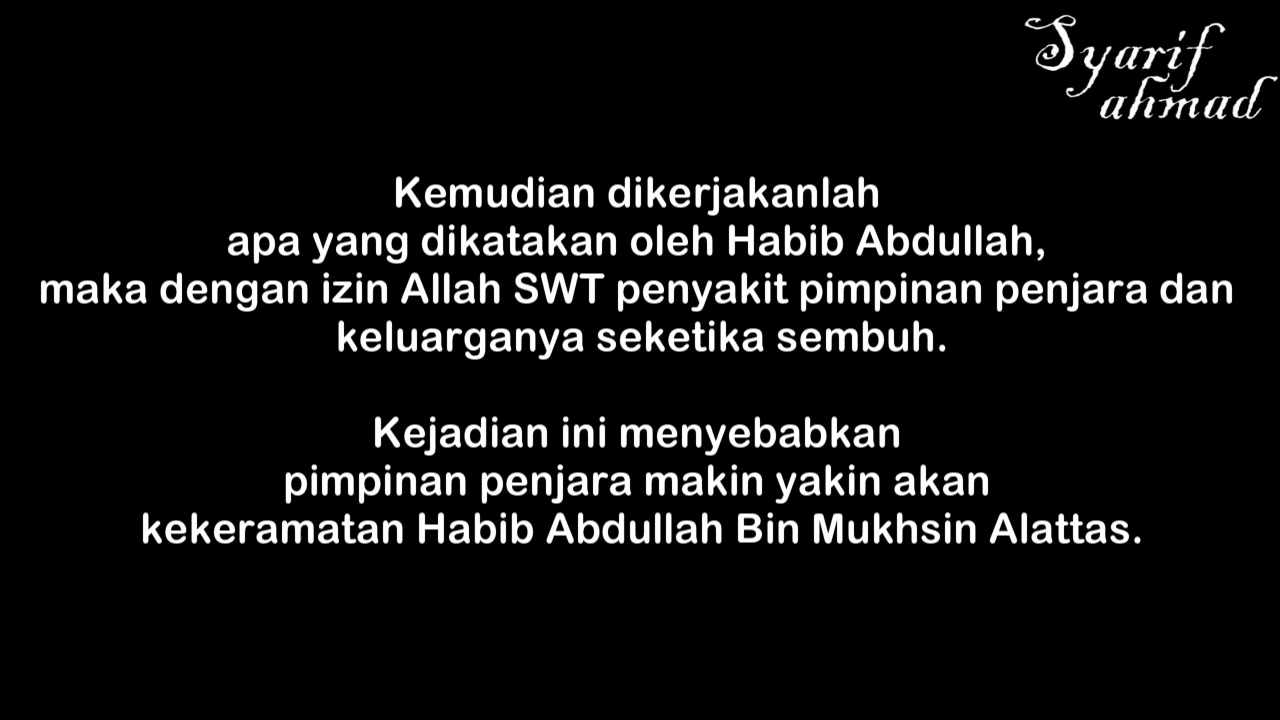 Syarif
ahmad
Kemudian dikerjakanlah
apa yang dikatakan oleh Habib Abdullah,
maka dengan izin Allah SWT penyakit pimpinan penjara dan
keluarganya seketika sembuh.
Kejadian ini menyebabkan
pimpinan penjara makin yakin akan
kekeramatan Habib Abdullah Bin Mukhsin Alattas.